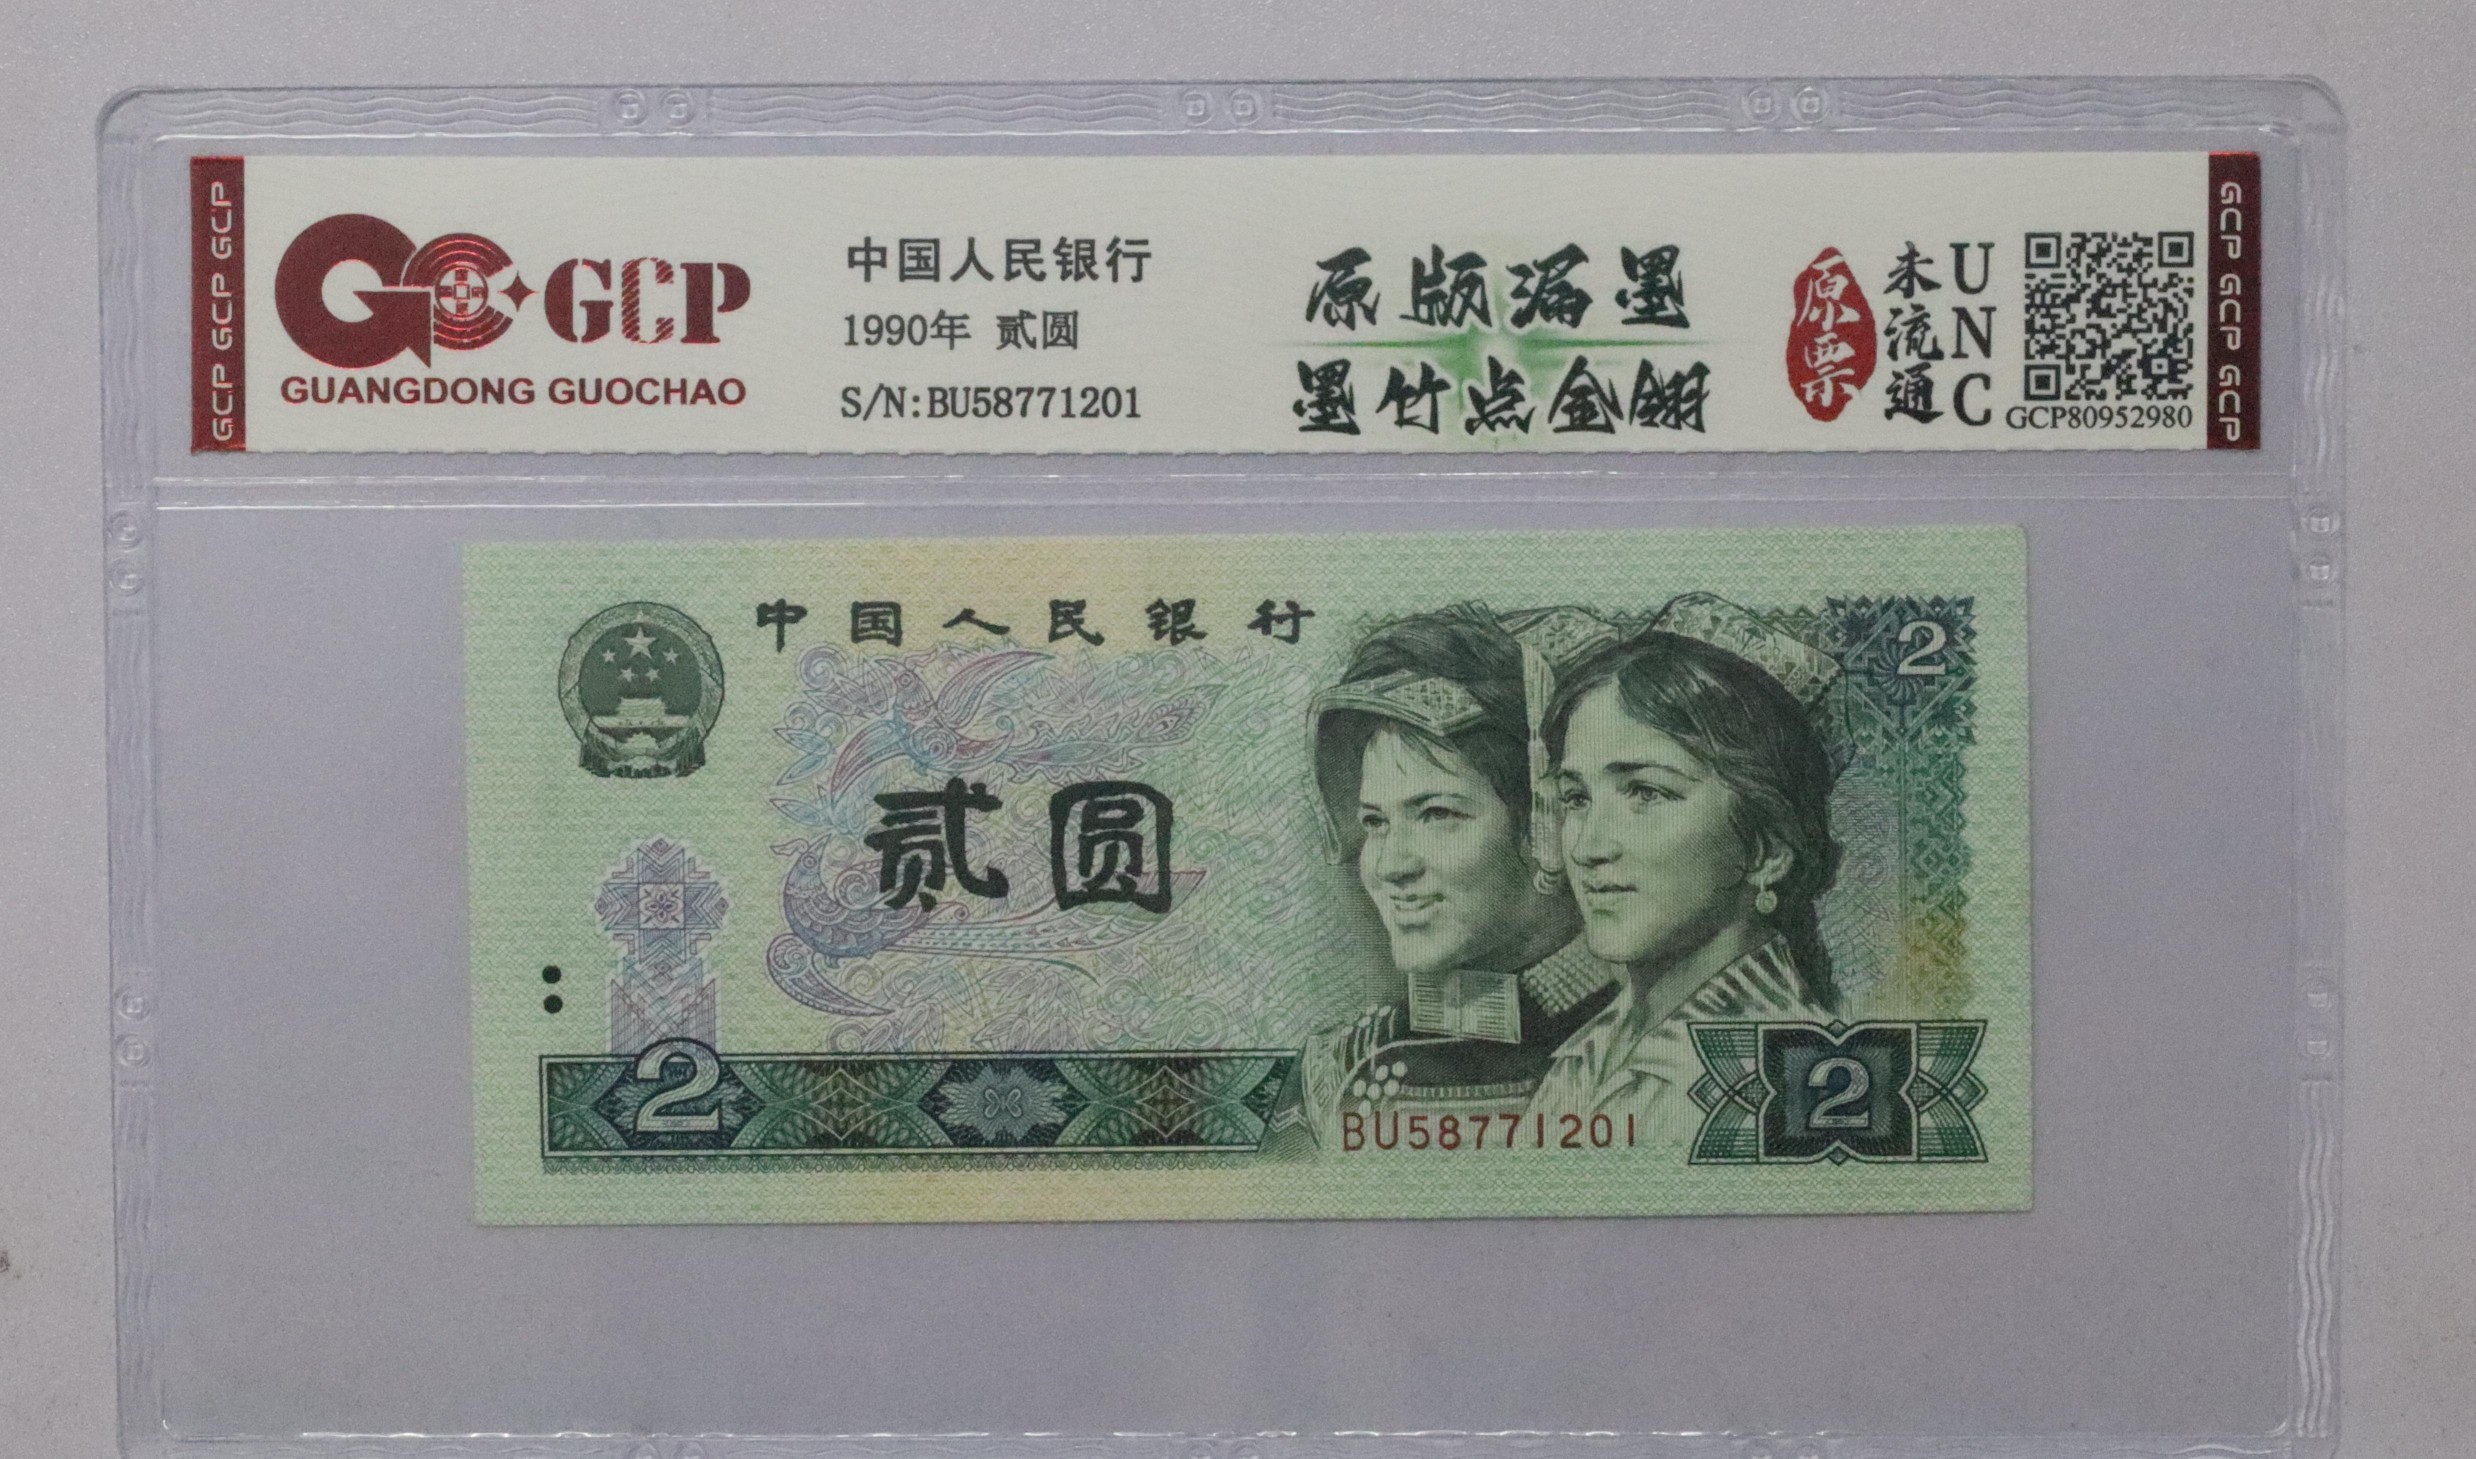 GCP GCP GCP
GCP
GUANGDONG GUOCHAO
中国人民银行
1990年 贰圆
S/N:BU58771201
原版漏墨
墨竹点金翅
原票
未流通
UNC
GCP80952980
GCP GCP GCP
中国人民银行
2
贰圆
2
BU58771201
2